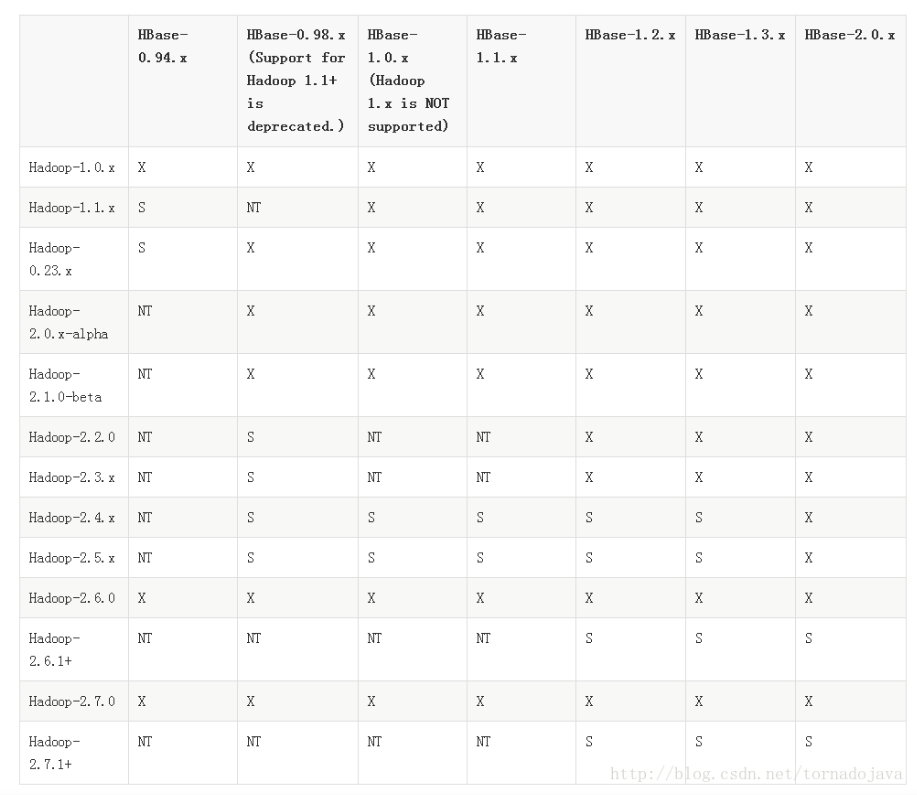 HBase- HBase-0.98.x HBase- HBase- HBase-1.2.x HBase-1.3.x HBase-2.0.x
0.94.x (Support for 1.0.x 1.1.x
Hadoop 1.1+ (Hadoop
is 1.x is NOT
deprecated.) supported)
Hadoop-1.0.x X X X X X X X
Hadoop-1.1.x S NT X X X X X
Hadoop- S X X X X X X
0.23.x
Hadoop- NT X X X X X X
2.0.x-alpha
Hadoop- NT X X X X X X
2.1.0-beta
Hadoop-2.2.0 NT S NT NT X X X
Hadoop-2.3.x NT S NT NT X X X
Hadoop-2.4.x NT S S S S S X
Hadoop-2.5.x NT S S S S S X
Hadoop-2.6.0 X X X X X X X
Hadoop- NT NT NT NT S S S
2.6.1+
Hadoop-2.7.0 X X X X X X X
Hadoop- NT NT NT NT S S S
2.7.1+
http://blog.csdn.net/tornadojava